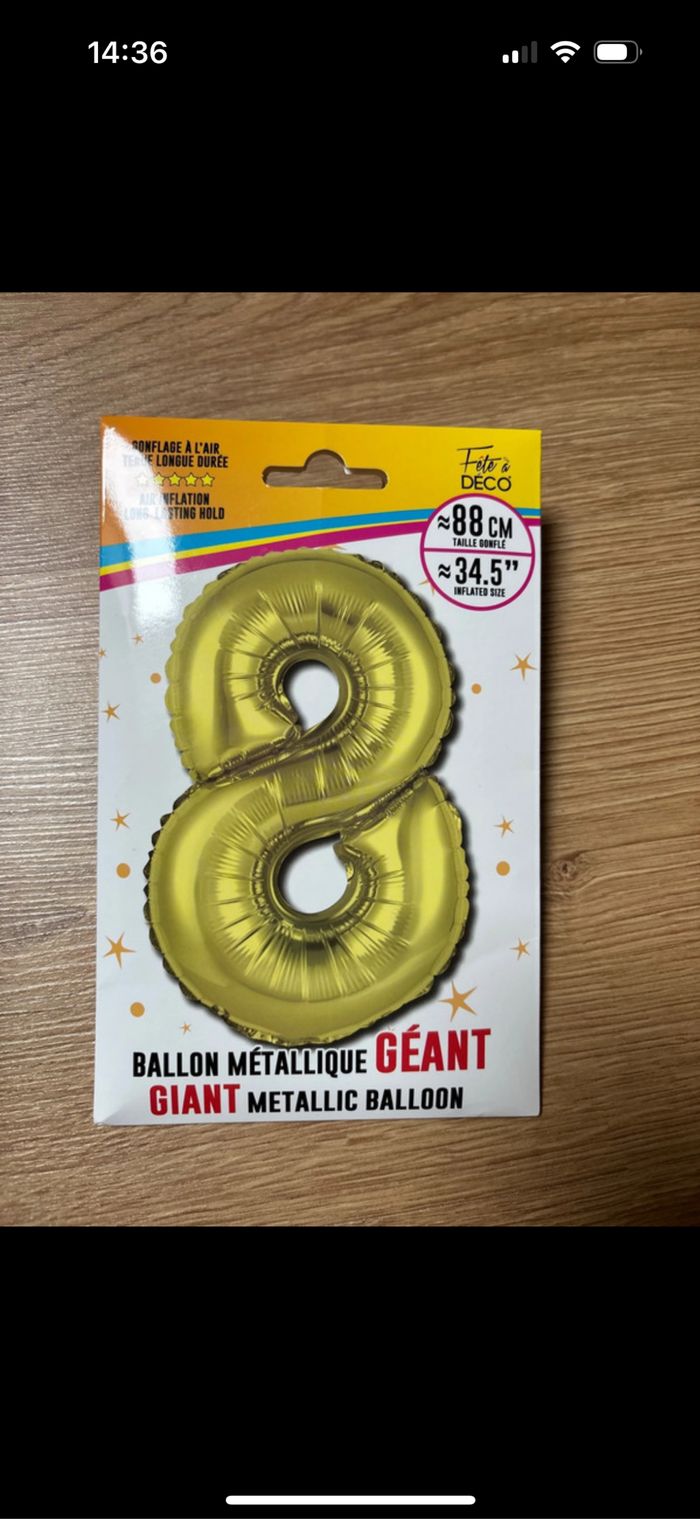 14:36
GONFLAGE À L'AIR
TENUE LONGUE DURÉE
AIR INFLATION
LONG LASTING HOLD
Fête à
DÉCO
≈88 CM
TAILLE GONFLÉ
≈34.5”
INFLATED SIZE
BALLON MÉTALLIQUE GÉANT
GIANT METALLIC BALLOON